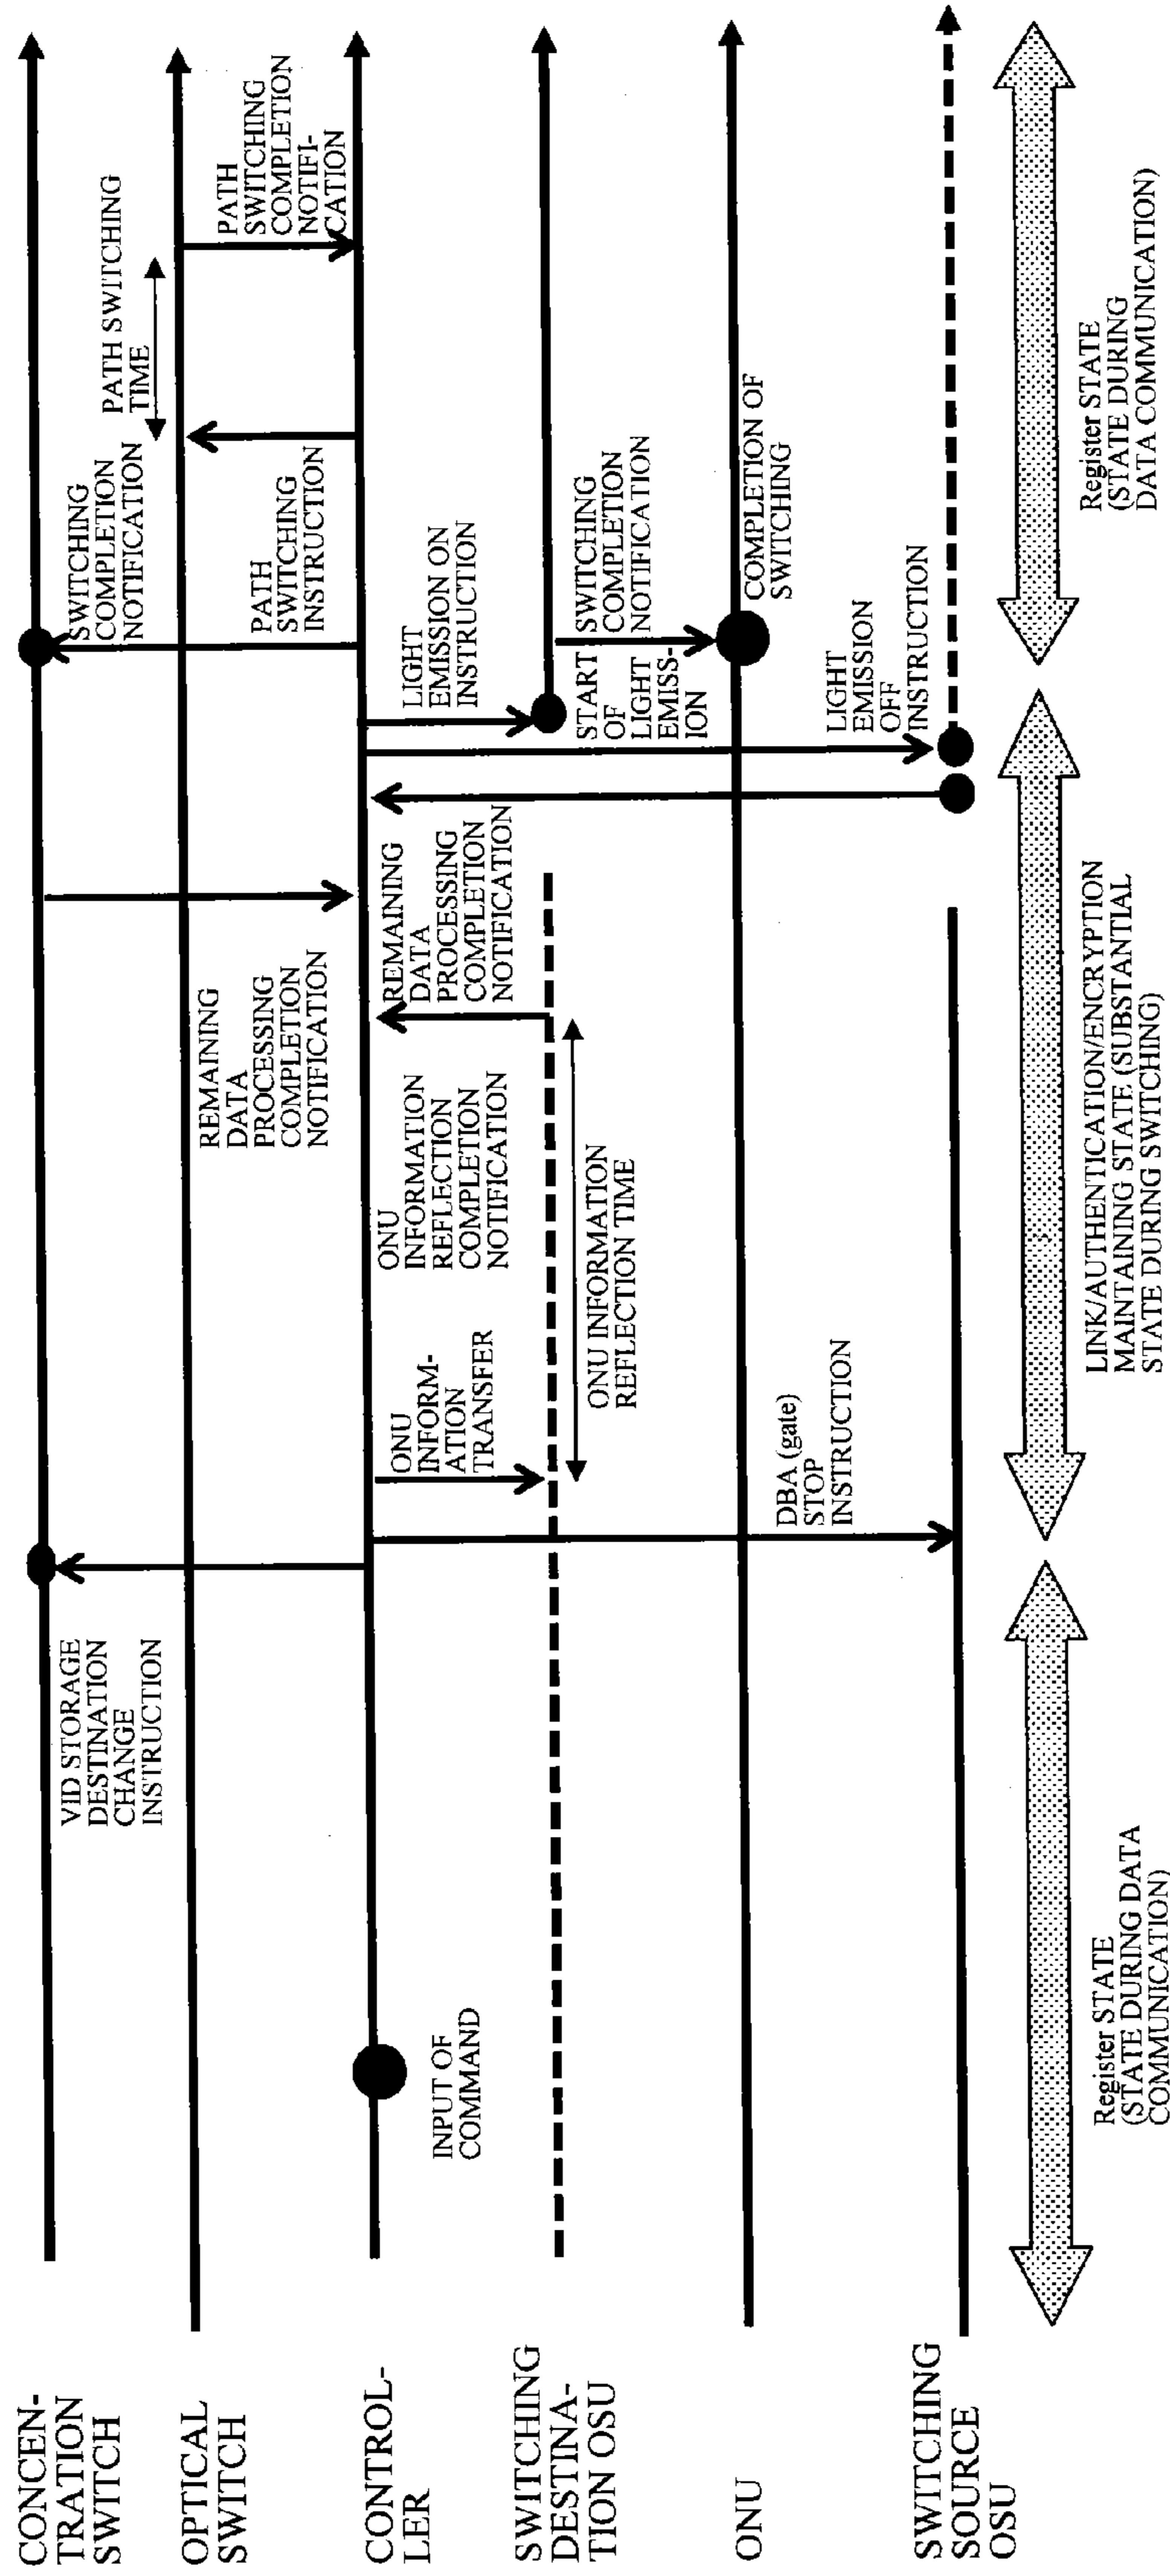 CONCEN-
TRATION
SWITCH
OPTICAL
SWITCH
CONTROL-
LER
SWITCHING
DESTINA-
TION OSU
ONU
SWITCHING
SOURCE
OSU
INPUT OF
COMMAND
VID STORAGE
DESTINATION
CHANGE
INSTRUCTION
DBA (gate)
STOP
INSTRUCTION
ONU
INFORM-
ATION
TRANSFER
ONU INFORMATION
REFLECTION TIME
ONU
INFORMATION
REFLECTION
COMPLETION
NOTIFICATION
REMAINING
DATA
PROCESSING
COMPLETION
NOTIFICATION
REMAINING
DATA
PROCESSING
COMPLETION
NOTIFICATION
LIGHT
EMISSION
OFF
INSTRUCTION
LIGHT
EMISSION ON
INSTRUCTION
START
OF
LIGHT
EMISS-
ION
SWITCHING
COMPLETION
NOTIFICATION
COMPLETION OF
SWITCHING
SWITCHING
COMPLETION
NOTIFICATION
PATH
SWITCHING
INSTRUCTION
PATH SWITCHING
TIME
PATH
SWITCHING
COMPLETION
NOTIFI-
CATION
Register STATE
(STATE DURING DATA
COMMUNICATION)
LINK/AUTHENTICATION/ENCRYPTION
MAINTAINING STATE (SUBSTANTIAL
STATE DURING SWITCHING)
Register STATE
(STATE DURING
DATA COMMUNICATION)